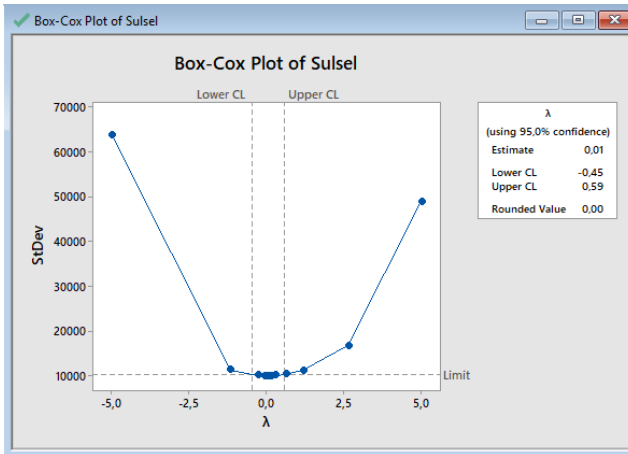 Box-Cox Plot of Sulsel
Box-Cox Plot of Sulsel
Lower CL Upper CL
70000
60000
50000
40000
30000
20000
10000
StDev
Limit
-5,0 -2,5 0,0 2,5 5,0
λ
λ
(using 95,0% confidence)
Estimate 0,01
Lower CL -0,45
Upper CL 0,59
Rounded Value 0,00